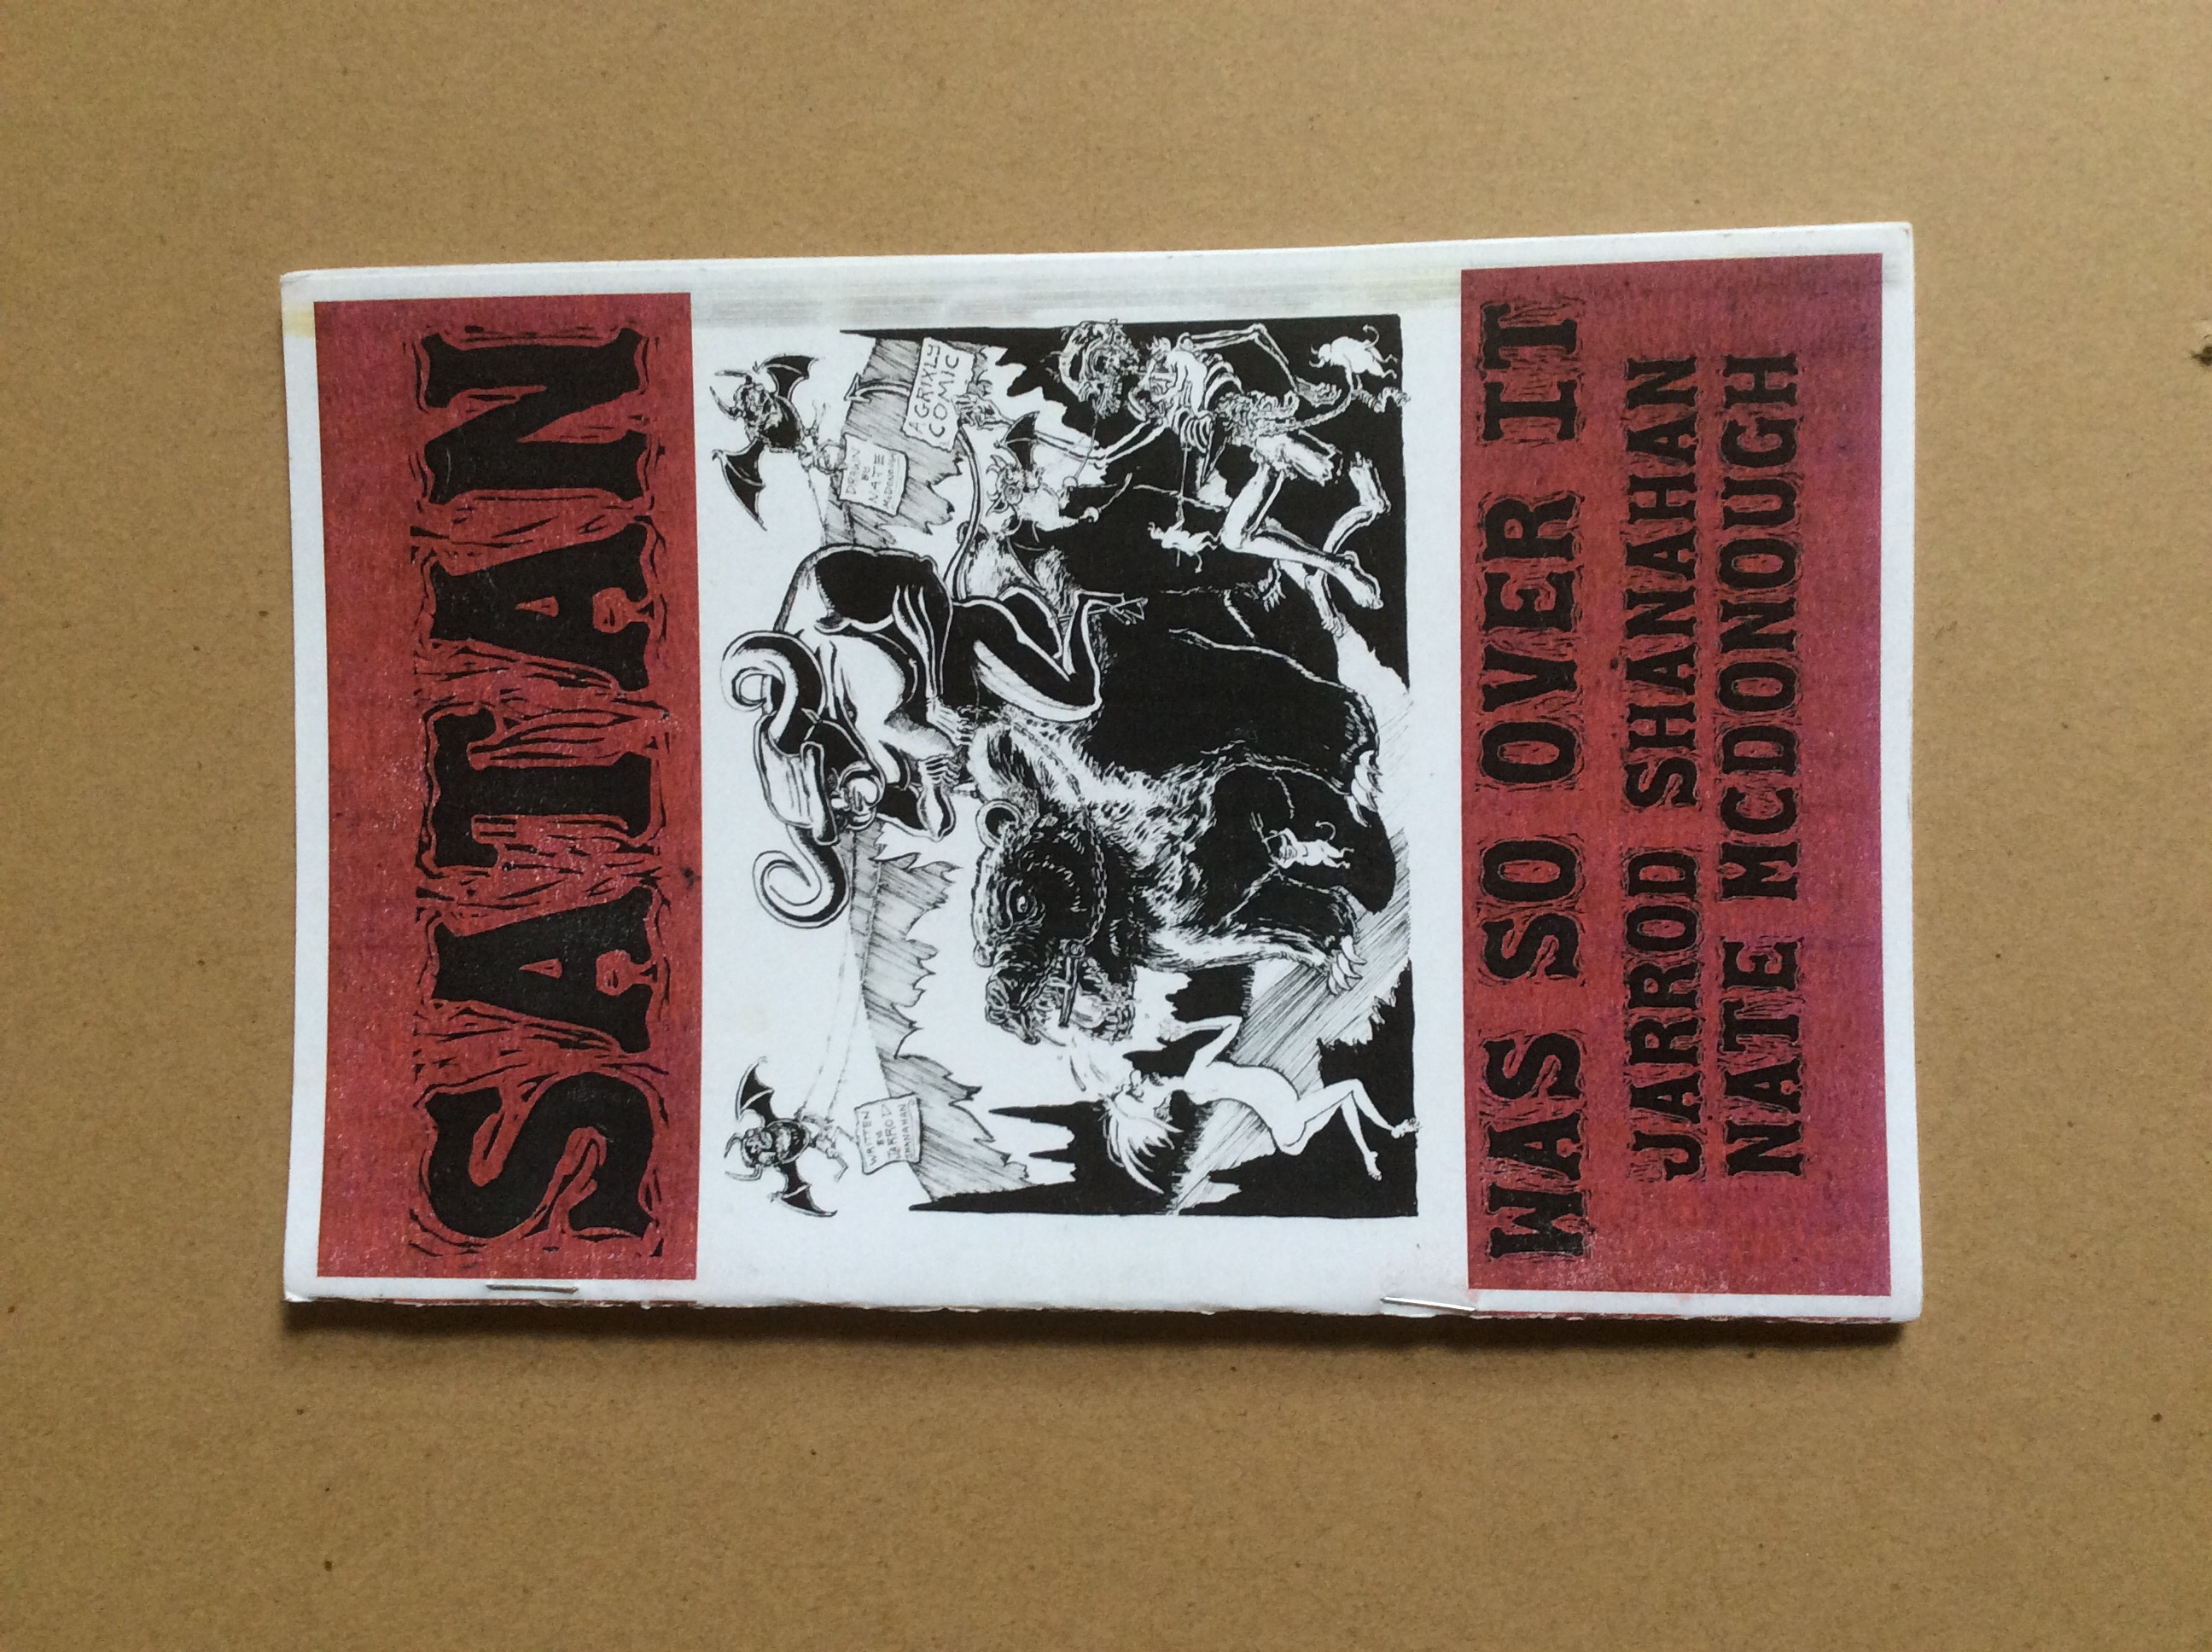 SATAN
A GRIXLY
COMIC
DRAWN
BY
NATE
MCDONOUGH
WRITTEN
BY
JARROD
SHANAHAN
WAS SO OVER IT
JARROD SHANAHAN
NATE MCDONOUGH